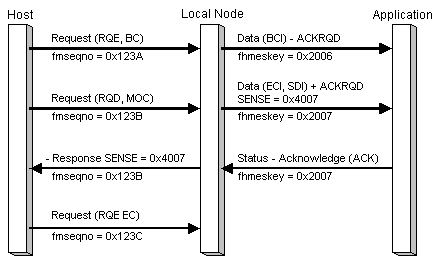 Host
Local Node
Application
Request (RQE, BC)
fmseqno = 0x123A
Data (BCI) - ACKRQD
fhmeskey = 0x2006
Request (RQD, MOC)
fmseqno = 0x123B
Data (ECI, SDI) + ACKRQD
SENSE = 0x4007
fhmeskey = 0x2007
- Response SENSE = 0x4007
fmseqno = 0x123B
Status - Acknowledge (ACK)
fhmeskey = 0x2007
Request (RQE EC)
fmseqno = 0x123C